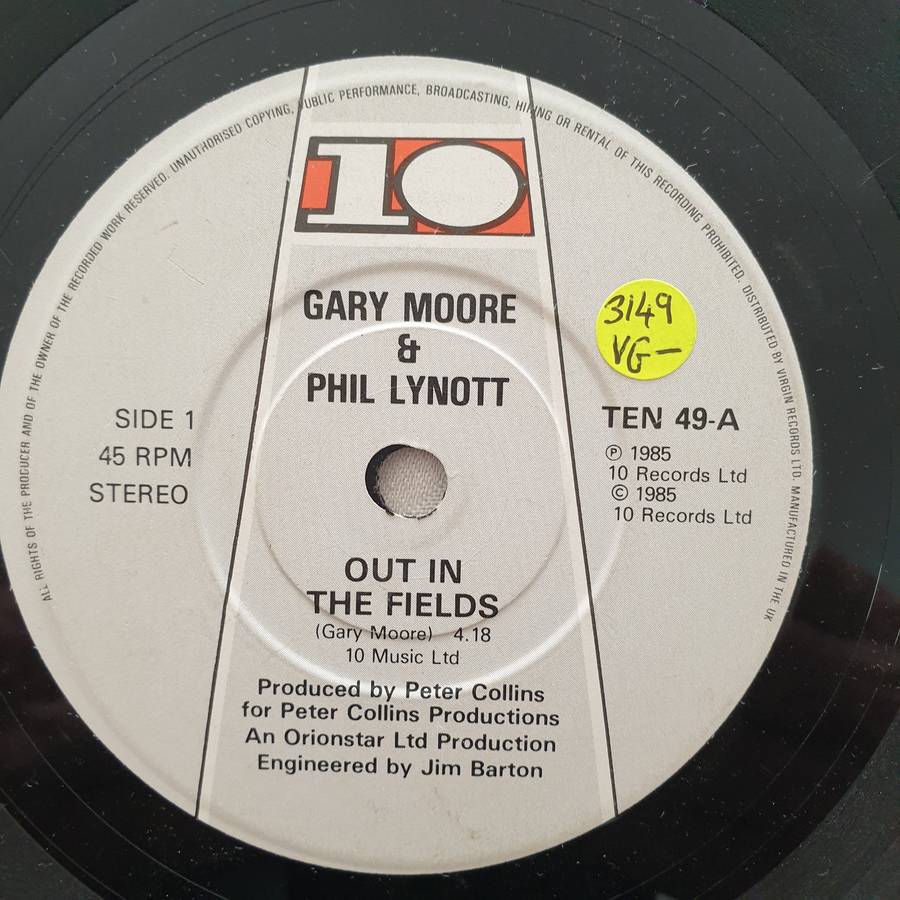 ALL RIGHTS OF THE PRODUCER AND OF THE OWNER OF THE RECORDED WORK RESERVED. UNAUTHORISED COPYING, PUBLIC PERFORMANCE, BROADCASTING, HIRING OR RENTAL OF THIS RECORDING PROHIBITED. DISTRIBUTED BY VIRGIN RECORDS LTD. MANUFACTURED IN THE UK
10
GARY MOORE
&
PHIL LYNOTT
3149
VG-
SIDE 1
45 RPM
STEREO
TEN 49-A
℗ 1985
10 Records Ltd
© 1985
10 Records Ltd
OUT IN
THE FIELDS
(Gary Moore) 4.18
10 Music Ltd
Produced by Peter Collins
for Peter Collins Productions
An Orionstar Ltd Production
Engineered by Jim Barton